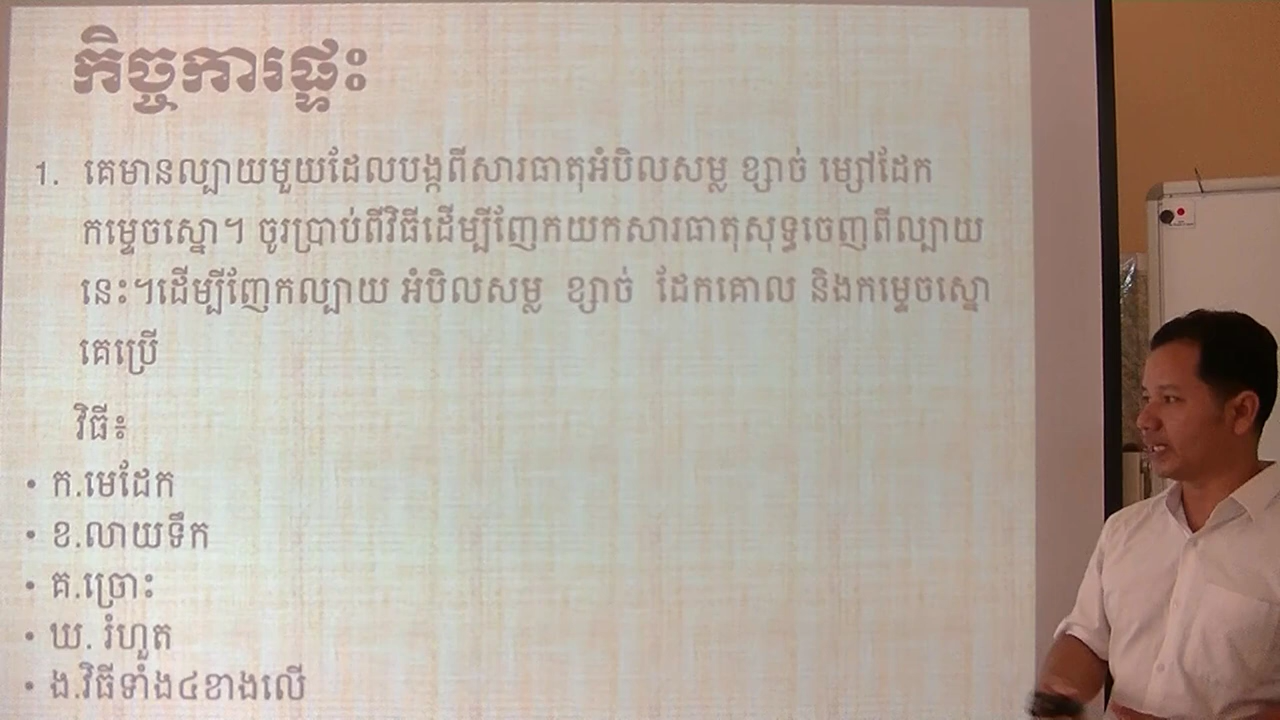 កិច្ចការផ្ទះ
1. គេមានល្បាយមួយដែលបង្កពីសារធាតុអំបិលសម្ល ខ្សាច់ ម្សៅដែក
កម្ទេចស្នោ។ ចូរប្រាប់ពីវិធីដើម្បីញែកយកសារធាតុសុទ្ធចេញពីល្បាយ
នេះ។ដើម្បីញែកល្បាយ អំបិលសម្ល ខ្សាច់ ដែកគោល និងកម្ទេចស្នោ
គេប្រើ
វិធី៖
• ក.មេដែក
• ខ.លាយទឹក
• គ.ច្រោះ
• ឃ. រំហួត
• ង.វិធីទាំង៤ខាងលើ